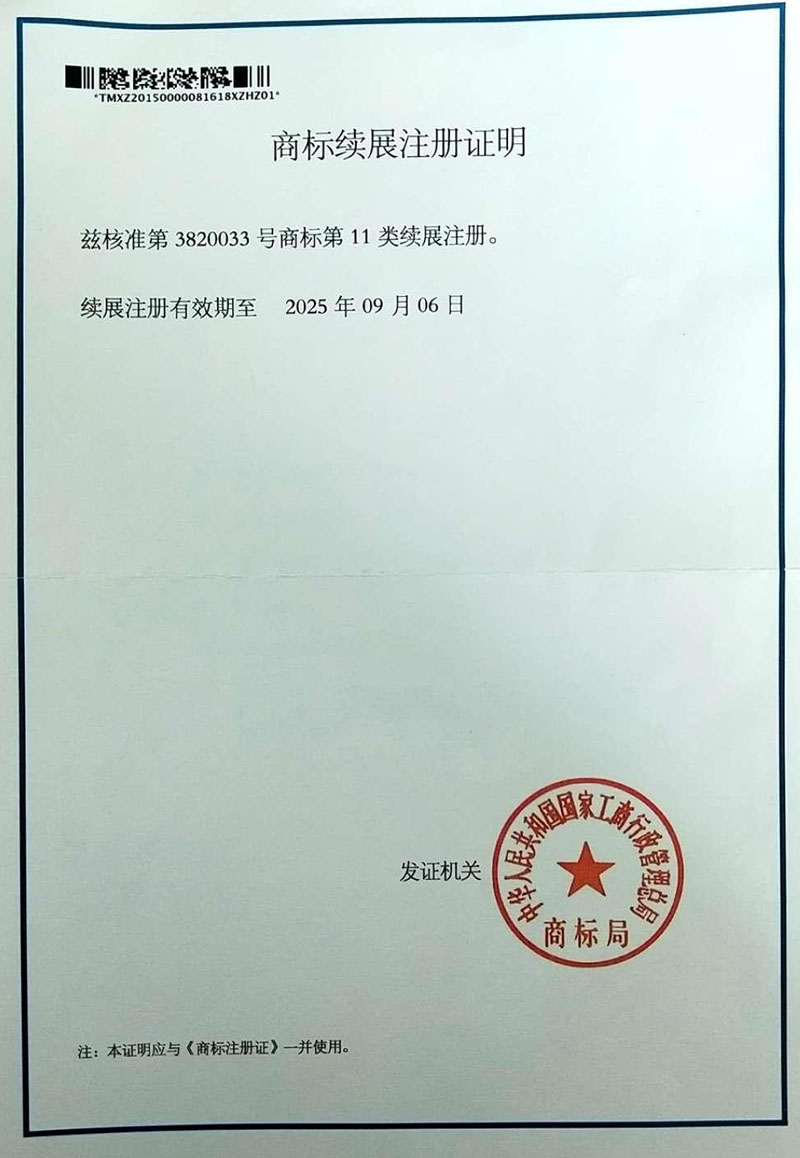 *TMXZ20150000081618XZHZ01*
商标续展注册证明
兹核准第 3820033 号商标第 11 类续展注册。
续展注册有效期至 2025 年 09 月 06 日
中华人民共和国国家工商行政管理总局
发证机关
商标局
注：本证明应与《商标注册证》一并使用。